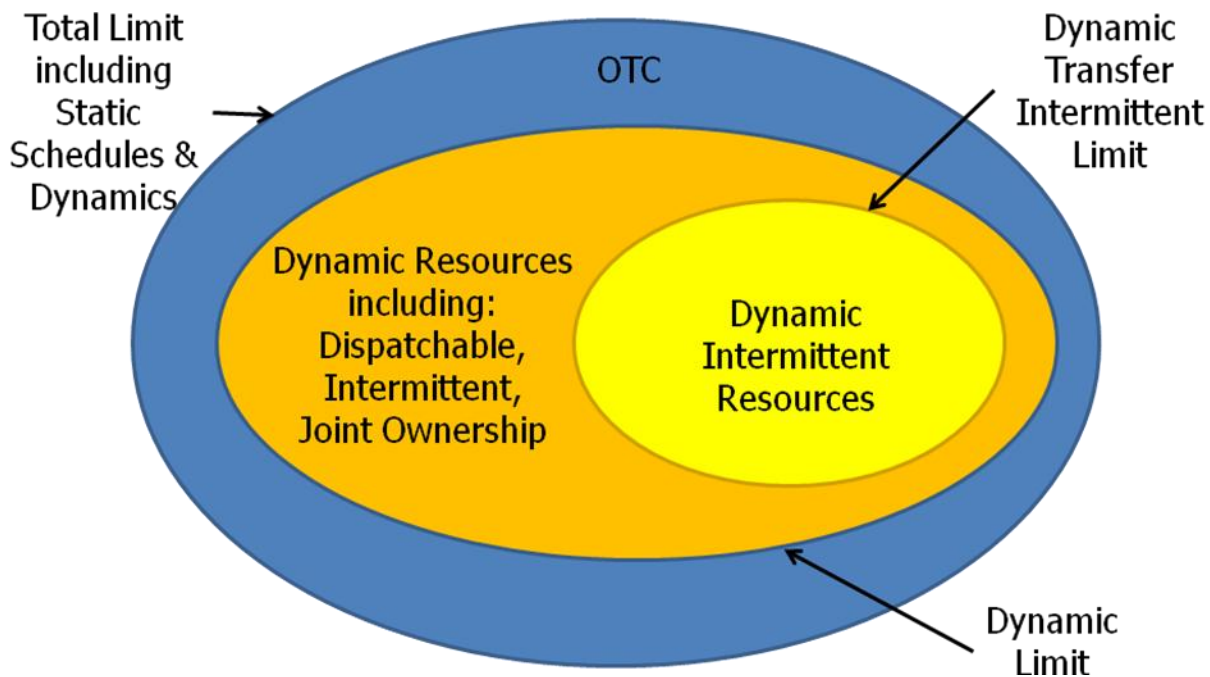 Total Limit
including
Static
Schedules &
Dynamics
OTC
Dynamic
Transfer
Intermittent
Limit
Dynamic Resources
including:
Dispatchable,
Intermittent,
Joint Ownership
Dynamic
Intermittent
Resources
Dynamic
Limit